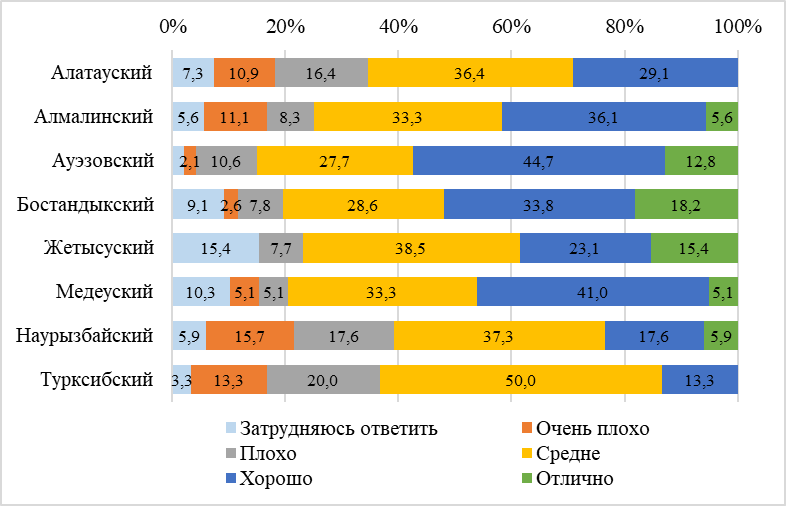 0% 20% 40% 60% 80% 100%
Алатауский 7,3 10,9 16,4 36,4 29,1
Алмалинский 5,6 11,1 8,3 33,3 36,1 5,6
Ауэзовский 2,1 10,6 27,7 44,7 12,8
Бостандыкский 9,1 2,6 7,8 28,6 33,8 18,2
Жетысуский 15,4 7,7 38,5 23,1 15,4
Медеуский 10,3 5,1 5,1 33,3 41,0 5,1
Наурызбайский 5,9 15,7 17,6 37,3 17,6 5,9
Турксибский 3,3 13,3 20,0 50,0 13,3
Затрудняюсь ответить Очень плохо
Плохо Средне
Хорошо Отлично